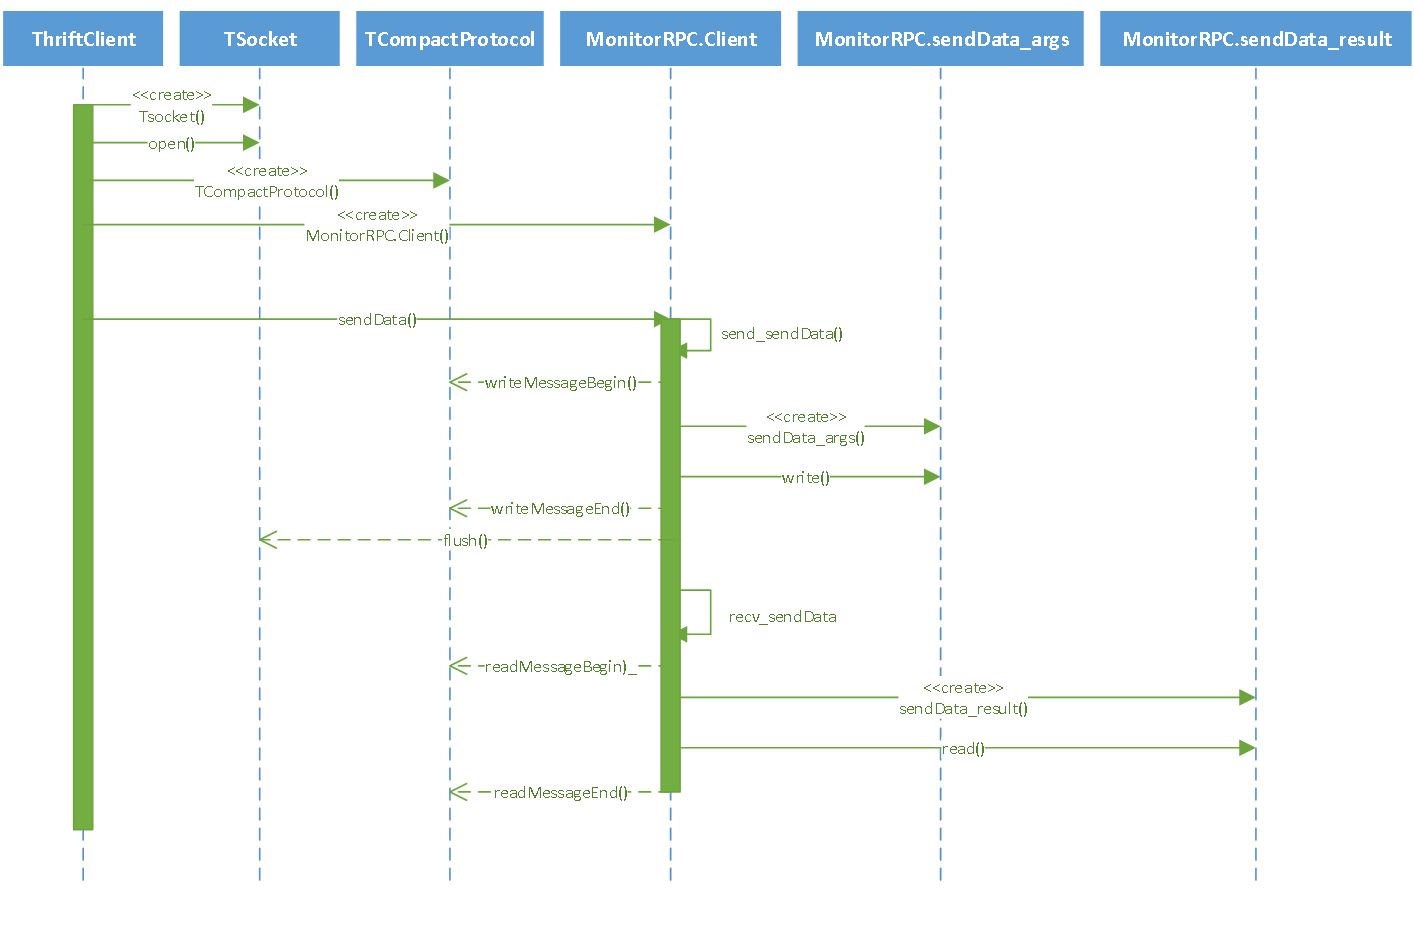 ThriftClient
TSocket
TCompactProtocol
MonitorRPC.Client
MonitorRPC.sendData_args
MonitorRPC.sendData_result
<<create>>
Tsocket()
open()
<<create>>
TCompactProtocol()
<<create>>
MonitorRPC.Client()
sendData()
send_sendData()
writeMessageBegin()
<<create>>
sendData_args()
write()
writeMessageEnd()
flush()
recv_sendData
readMessageBegin)_
<<create>>
sendData_result()
read()
readMessageEnd()